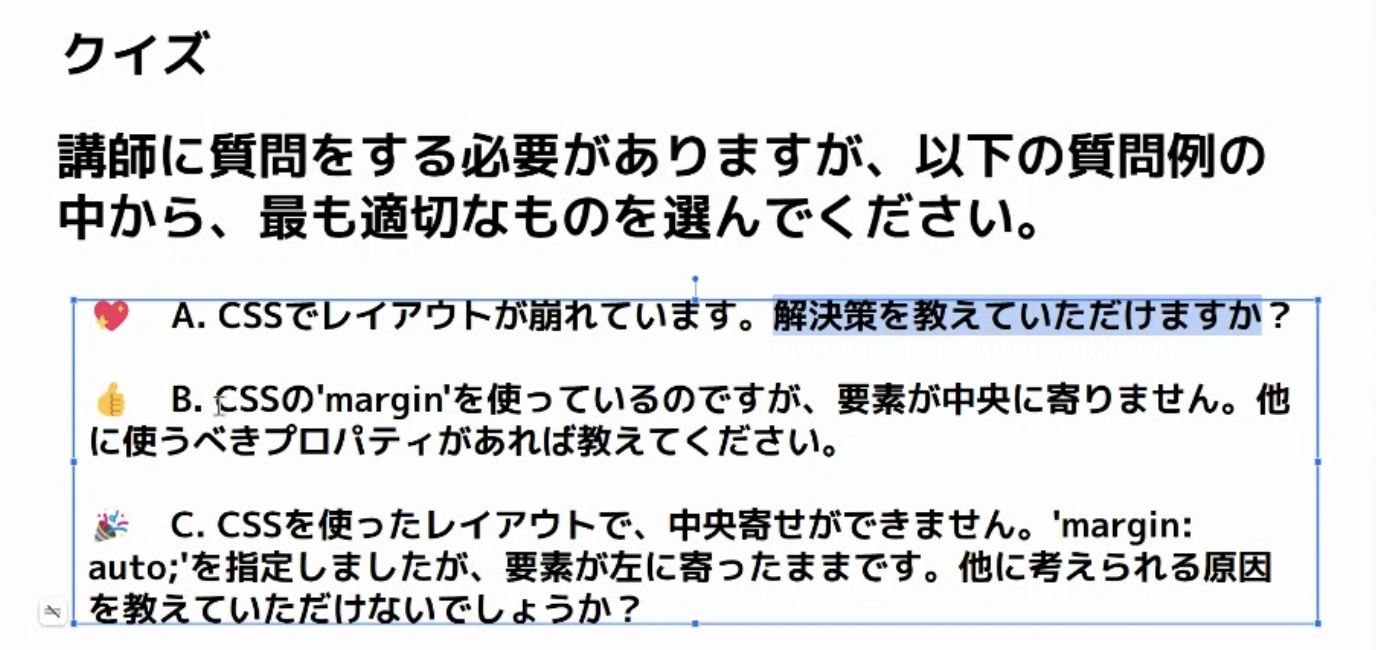 クイズ
講師に質問をする必要がありますが、以下の質問例の
中から、最も適切なものを選んでください。
A. CSSでレイアウトが崩れています。解決策を教えていただけますか？
B. CSSの'margin'を使っているのですが、要素が中央に寄りません。他
に使うべきプロパティがあれば教えてください。
C. CSSを使ったレイアウトで、中央寄せができません。'margin:
auto;'を指定しましたが、要素が左に寄ったままです。他に考えられる原因
を教えていただけないでしょうか？